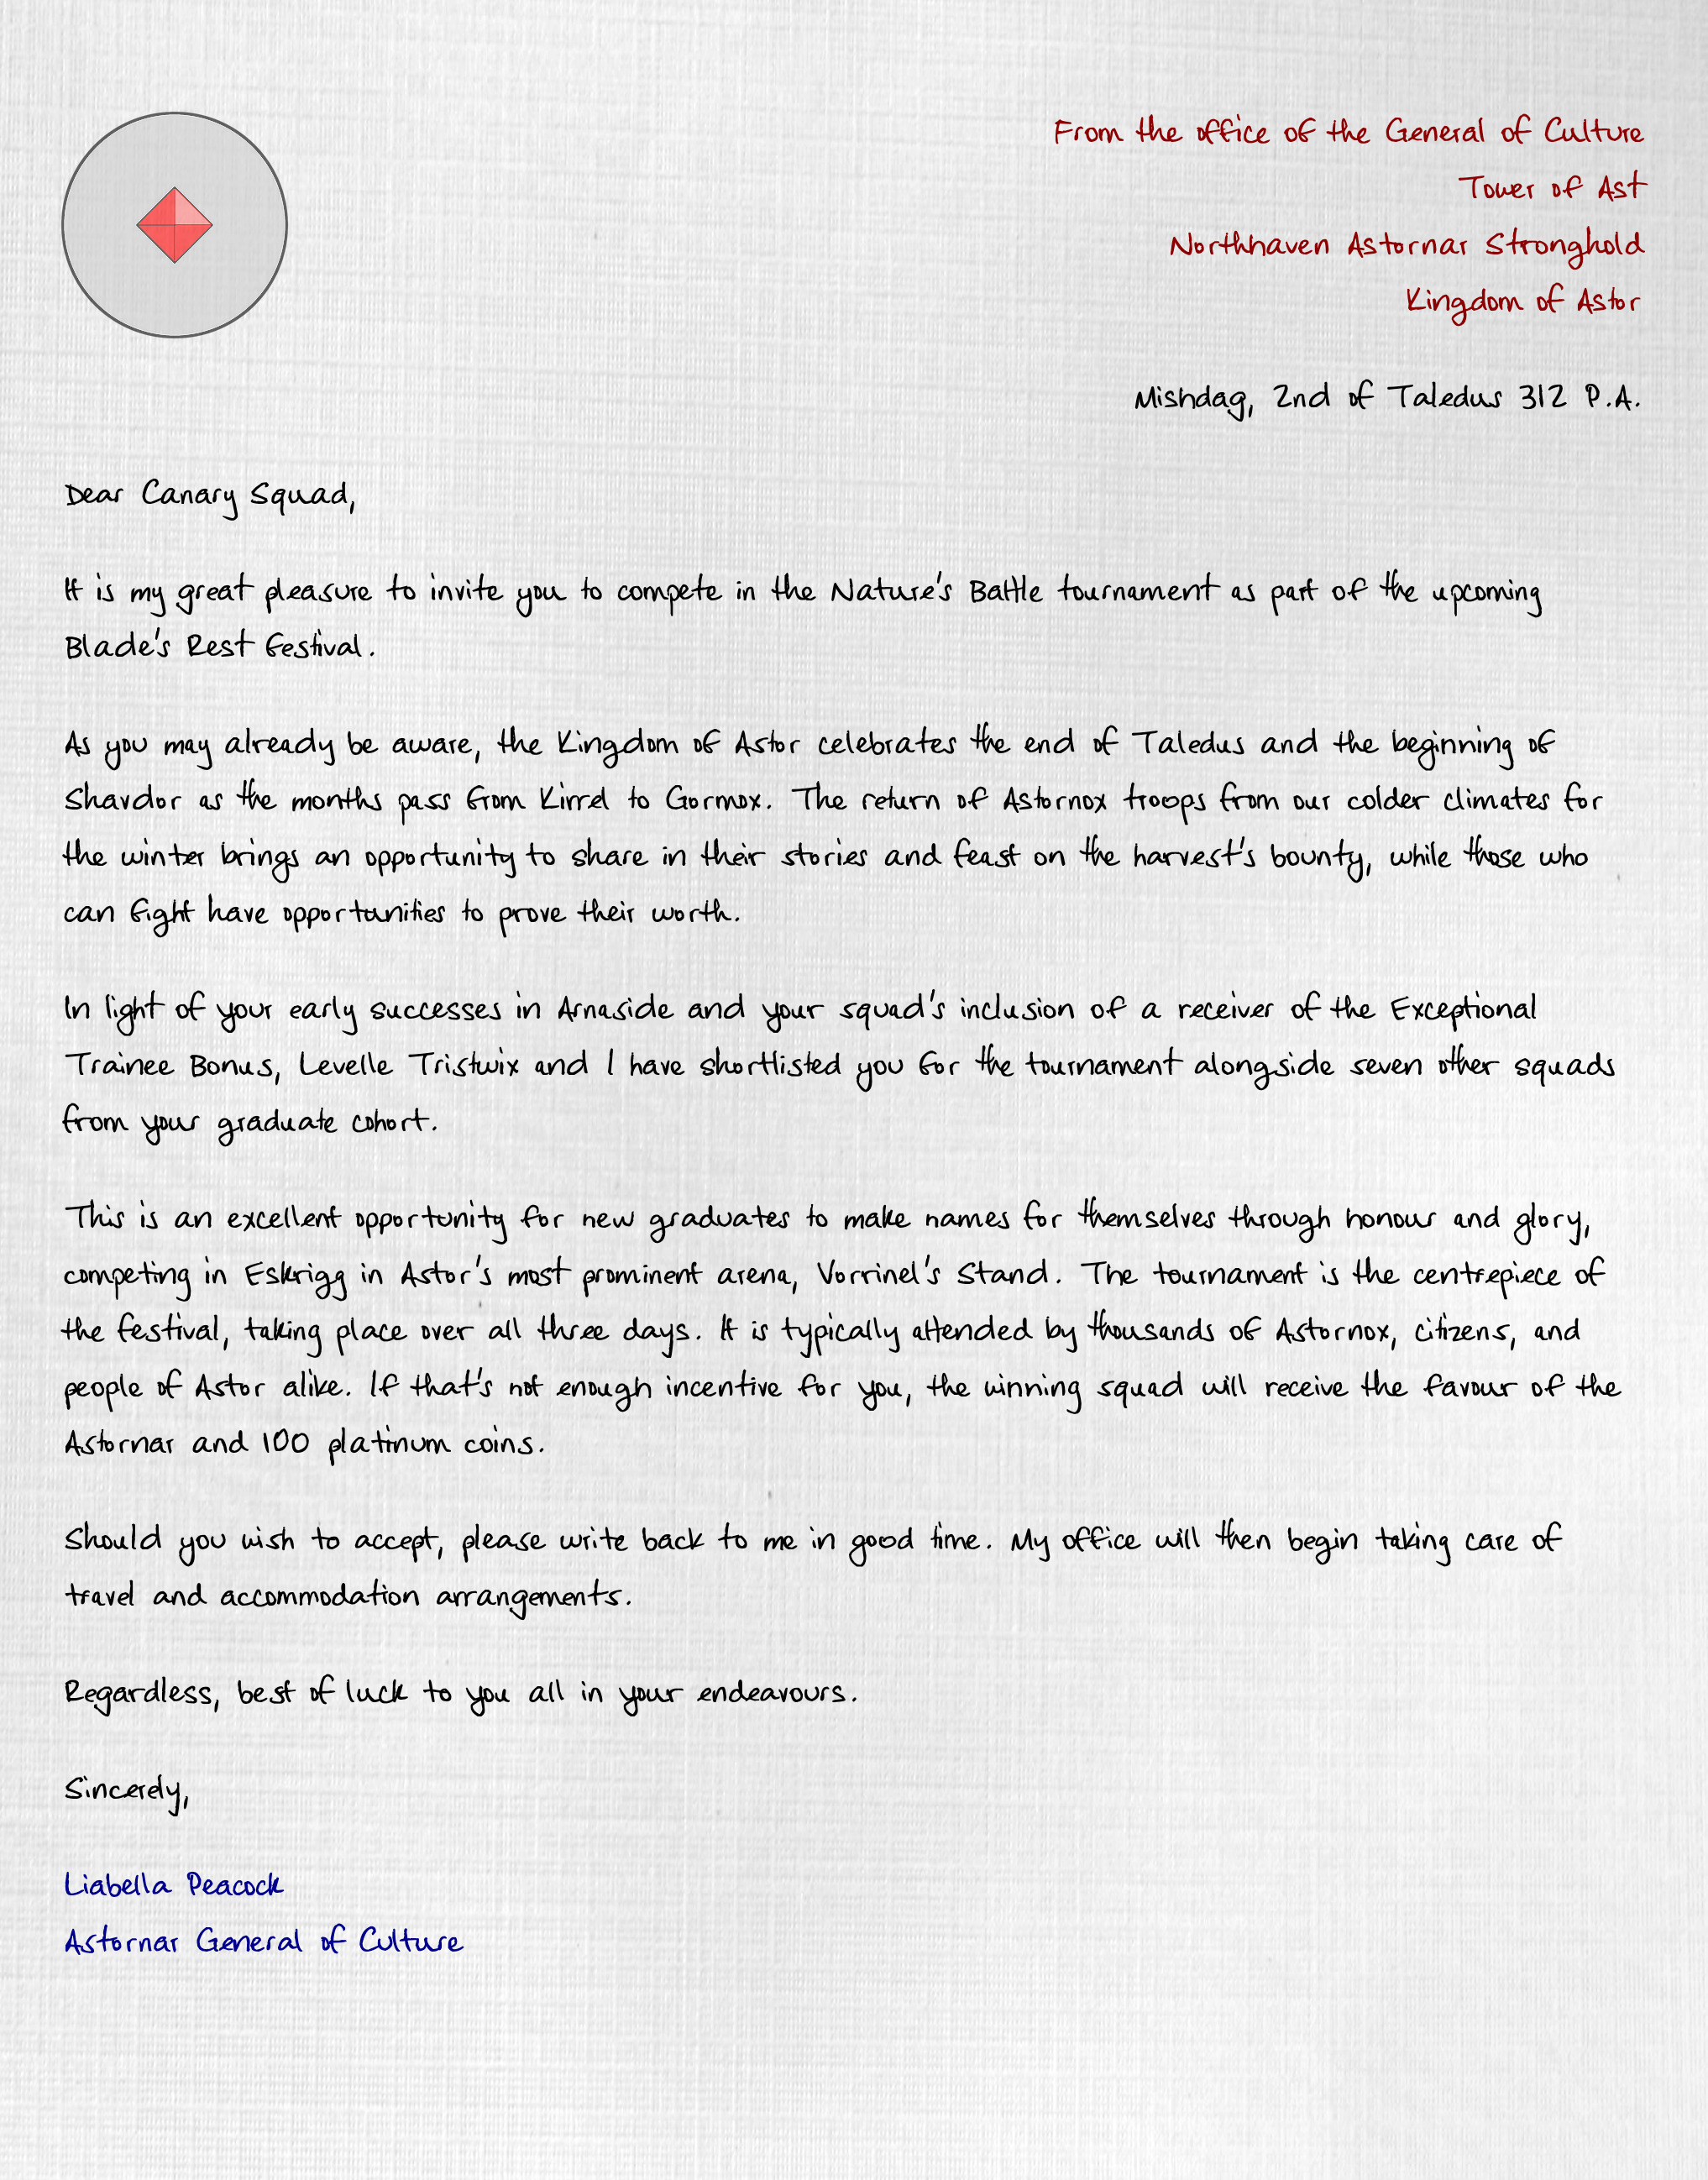 From the office of the General of Culture
Tower of Ast
Northhaven Astornar Stronghold
Kingdom of Astor
Mishdag, 2nd of Taledus 312 P.A.
Dear Canary Squad,
It is my great pleasure to invite you to compete in the Nature's Battle tournament as part of the upcoming
Blade's Rest festival.
As you may already be aware, the Kingdom of Astor celebrates the end of Taledus and the beginning of
Shavdor as the months pass from Kirrel to Gormox. The return of Astornox troops from our colder climates for
the winter brings an opportunity to share in their stories and feast on the harvest's bounty, while those who
can fight have opportunities to prove their worth.
In light of your early successes in Arnaside and your squad's inclusion of a receiver of the Exceptional
Trainee Bonus, Levelle Tristwix and I have shortlisted you for the tournament alongside seven other squads
from your graduate cohort.
This is an excellent opportunity for new graduates to make names for themselves through honour and glory,
competing in Eskrigg in Astor's most prominent arena, Vorrinel's Stand. The tournament is the centrepiece of
the festival, taking place over all three days. It is typically attended by thousands of Astornox, citizens, and
people of Astor alike. If that's not enough incentive for you, the winning squad will receive the favour of the
Astornar and 100 platinum coins.
Should you wish to accept, please write back to me in good time. My office will then begin taking care of
travel and accommodation arrangements.
Regardless, best of luck to you all in your endeavours.
Sincerely,
Liabella Peacock
Astornar General of Culture